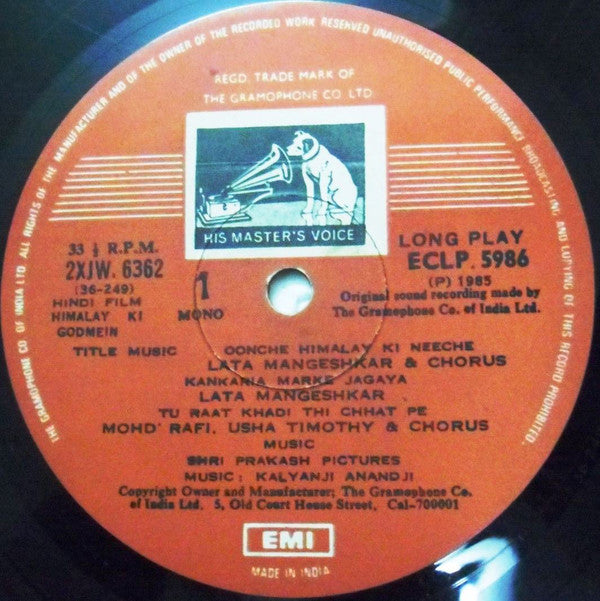 THE GRAMOPHONE CO OF INDIA LTD. ALL RIGHTS OF THE MANUFACTURER AND OF THE OWNER OF THE RECORDED WORK RESERVED UNAUTHORISED PUBLIC PERFORMANCE BROADCASTING AND COPYING OF THIS RECORD PROHIBITED.
REGD. TRADE MARK OF
THE GRAMOPHONE CO. LTD.
HIS MASTER'S VOICE
33 ⅓ R.P.M.
2XJW. 6362
(36-249)
HINDI FILM
HIMALAY KI
GODMEIN
1
MONO
LONG PLAY
ECLP. 5986
(P) 1985
Original sound recording made by
The Gramophone Co. of India Ltd.
TITLE MUSIC OONCHE HIMALAY KI NEECHE
LATA MANGESHKAR & CHORUS
KANKARIA MARKE JAGAYA
LATA MANGESHKAR
TU RAAT KHADI THI CHHAT PE
MOHD' RAFI, USHA TIMOTHY & CHORUS
MUSIC
SHRI PRAKASH PICTURES
MUSIC: KALYANJI ANANDJI
Copyright Owner and Manufacturer; The Gramophone Co.
of India Ltd. 5, Old Court House Street, Cal-700001
EMI
MADE IN INDIA